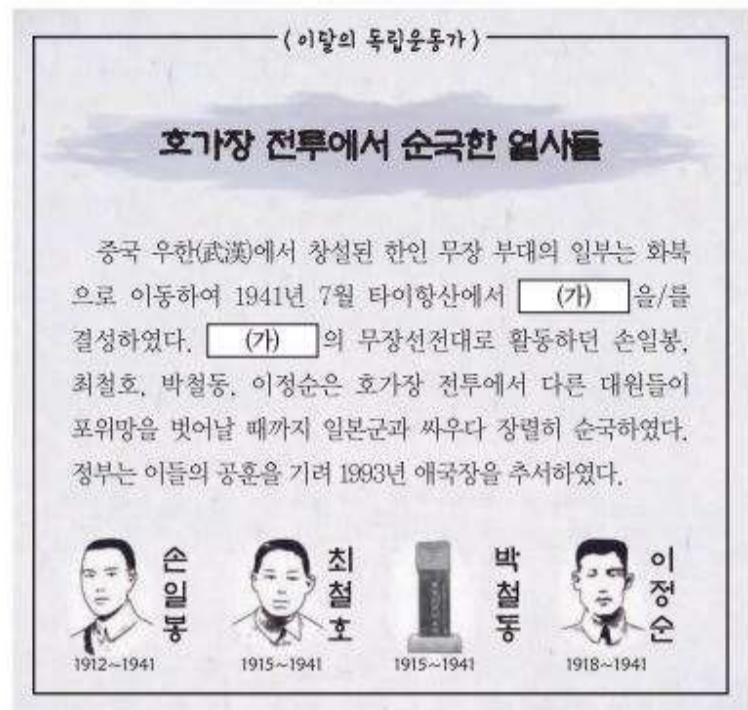 (이달의 독립운동가)
호가장 전투에서 순국한 열사들
중국 우한(武漢)에서 창설된 한인 무장 부대의 일부는 화북
으로 이동하여 1941년 7월 타이항산에서 (가) 을/를
결성하였다. (가) 의 무장선전대로 활동하던 손일봉,
최철호, 박철동, 이정순은 호가장 전투에서 다른 대원들이
포위망을 벗어날 때까지 일본군과 싸우다 장렬히 순국하였다.
정부는 이들의 공훈을 기려 1993년 애국장을 추서하였다.
손일봉
1912~1941
최철호
1915~1941
박철동
1915~1941
이정순
1918~1941